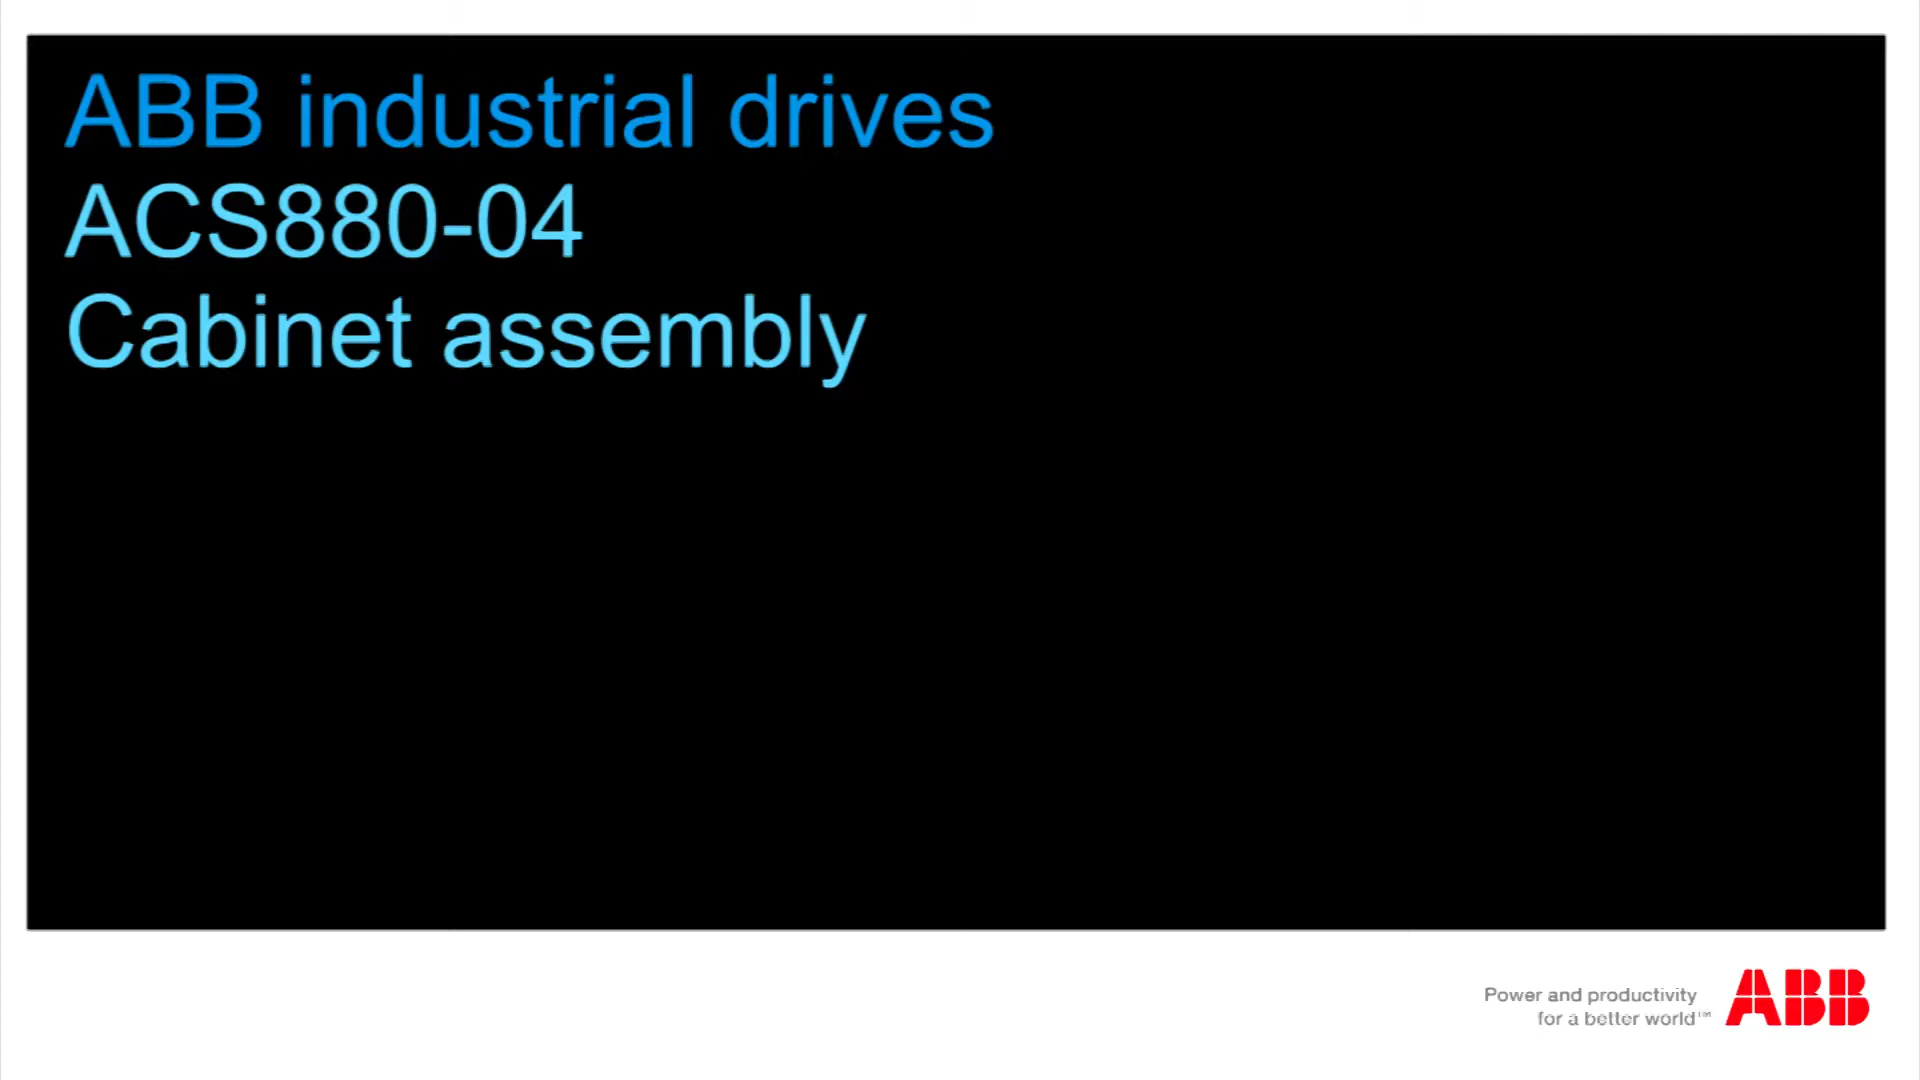 ABB industrial drives
ACS880-04
Cabinet assembly
Power and productivity
for a better world™
ABB